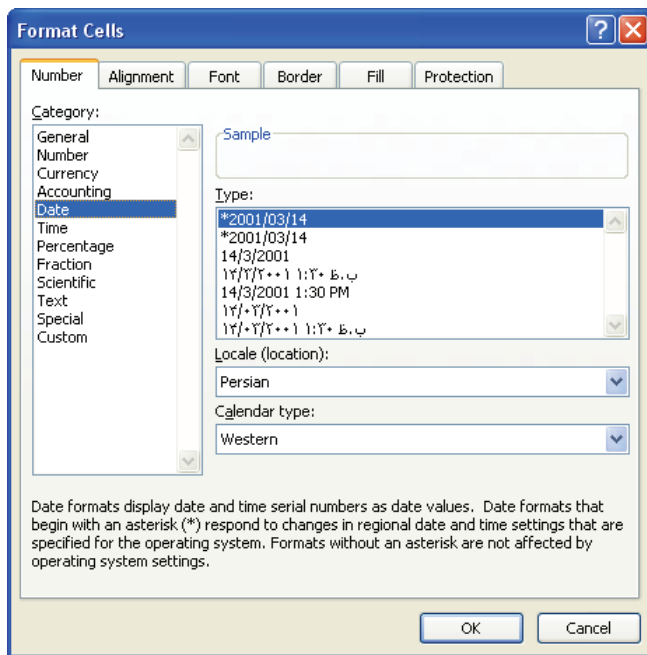 Format Cells
Number Alignment Font Border Fill Protection
Category:
General
Number
Currency
Accounting
Date
Time
Percentage
Fraction
Scientific
Text
Special
Custom
Sample
Type:
*2001/03/14
*2001/03/14
14/3/2001
۱۴/۳/۲۰۰۱ ۱:۳۰ ب.ظ
14/3/2001 1:30 PM
۱۴/۰۳/۲۰۰۱
۱۴/۰۳/۲۰۰۱ ۱:۳۰ ب.ظ
Locale (location):
Persian
Calendar type:
Western
Date formats display date and time serial numbers as date values. Date formats that
begin with an asterisk (*) respond to changes in regional date and time settings that are
specified for the operating system. Formats without an asterisk are not affected by
operating system settings.
OK Cancel